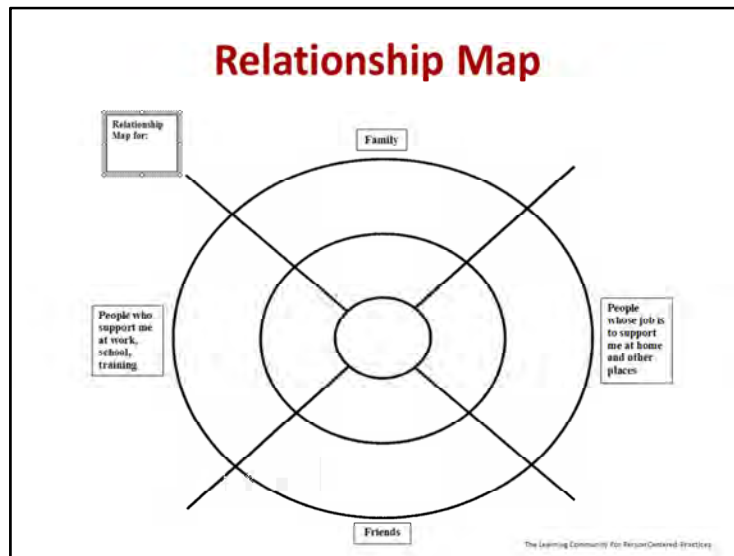 Relationship Map
Relationship
Map for:
Family
People who
support me
at work,
school,
training
People
whose job is
to support
me at home
and other
places
Friends
The Learning Community For Person Centered Practices